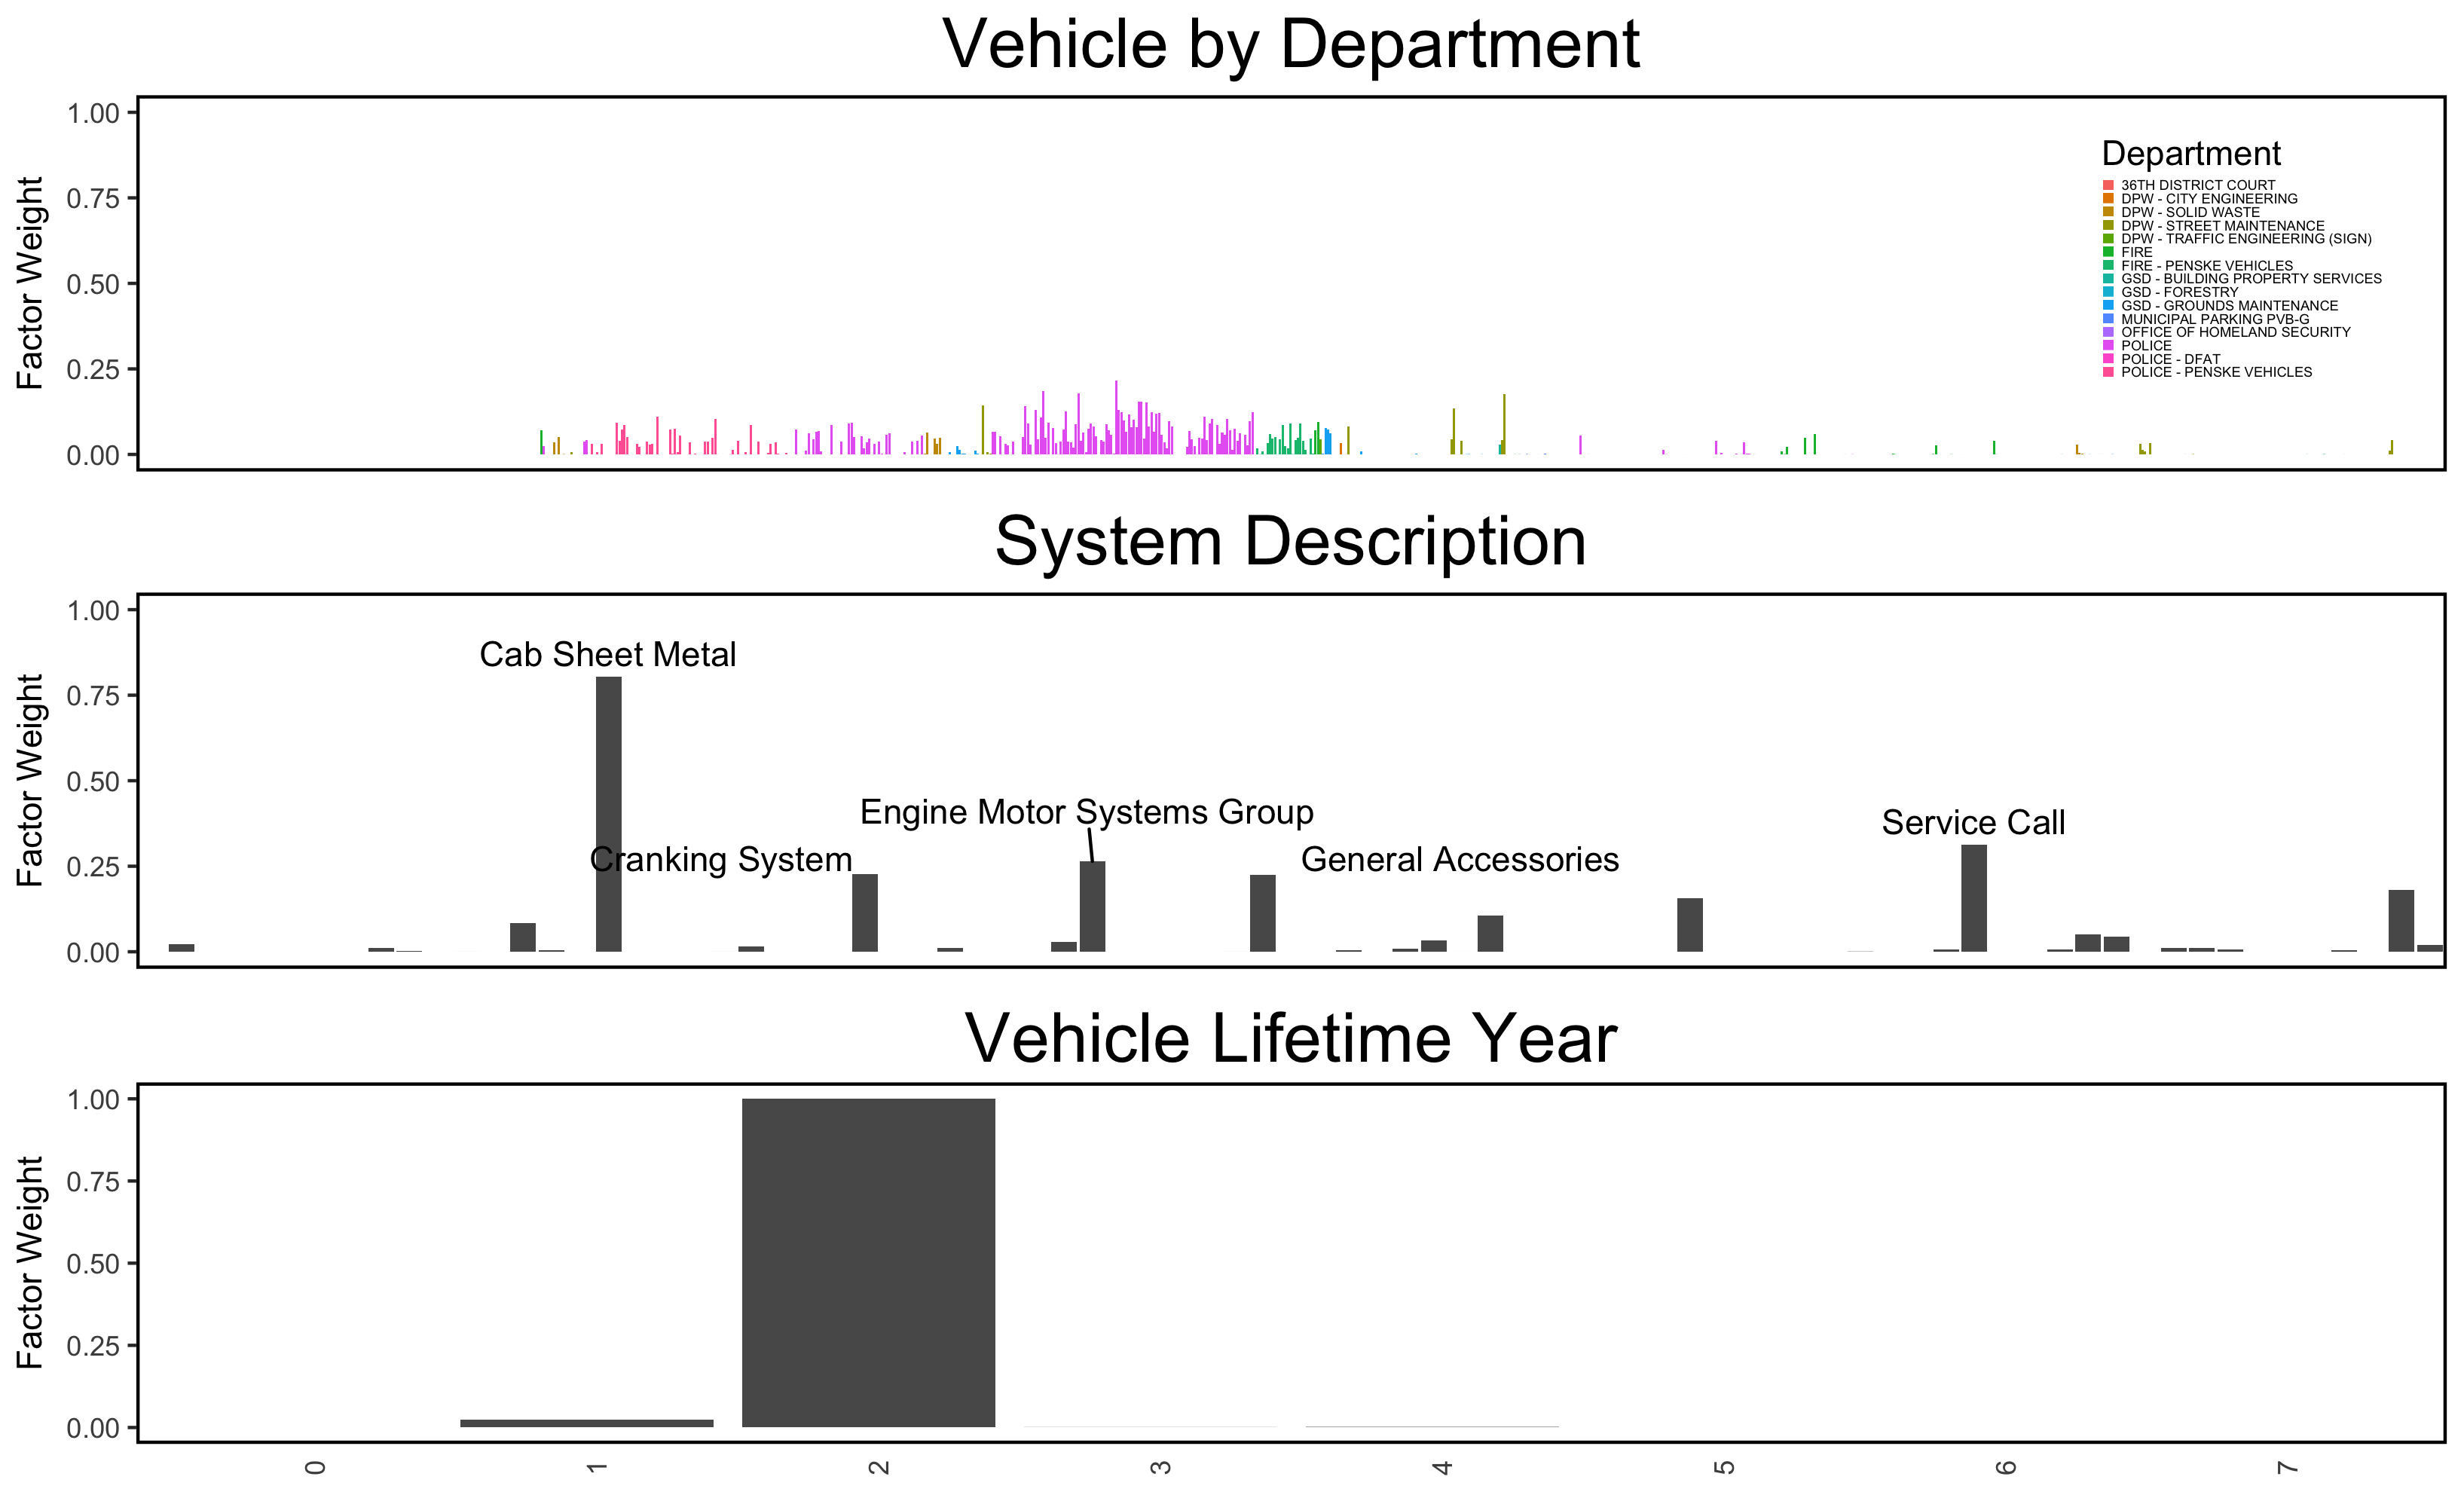 Vehicle by Department
Factor Weight
1.00
0.75
0.50
0.25
0.00
Department
36TH DISTRICT COURT
DPW - CITY ENGINEERING
DPW - SOLID WASTE
DPW - STREET MAINTENANCE
DPW - TRAFFIC ENGINEERING (SIGN)
FIRE
FIRE - PENSKE VEHICLES
GSD - BUILDING PROPERTY SERVICES
GSD - FORESTRY
GSD - GROUNDS MAINTENANCE
MUNICIPAL PARKING PVB-G
OFFICE OF HOMELAND SECURITY
POLICE
POLICE - DFAT
POLICE - PENSKE VEHICLES
System Description
Factor Weight
1.00
0.75
0.50
0.25
0.00
Cab Sheet Metal
Engine Motor Systems Group
Service Call
Cranking System
General Accessories
Vehicle Lifetime Year
Factor Weight
1.00
0.75
0.50
0.25
0.00
0 1 2 3 4 5 6 7